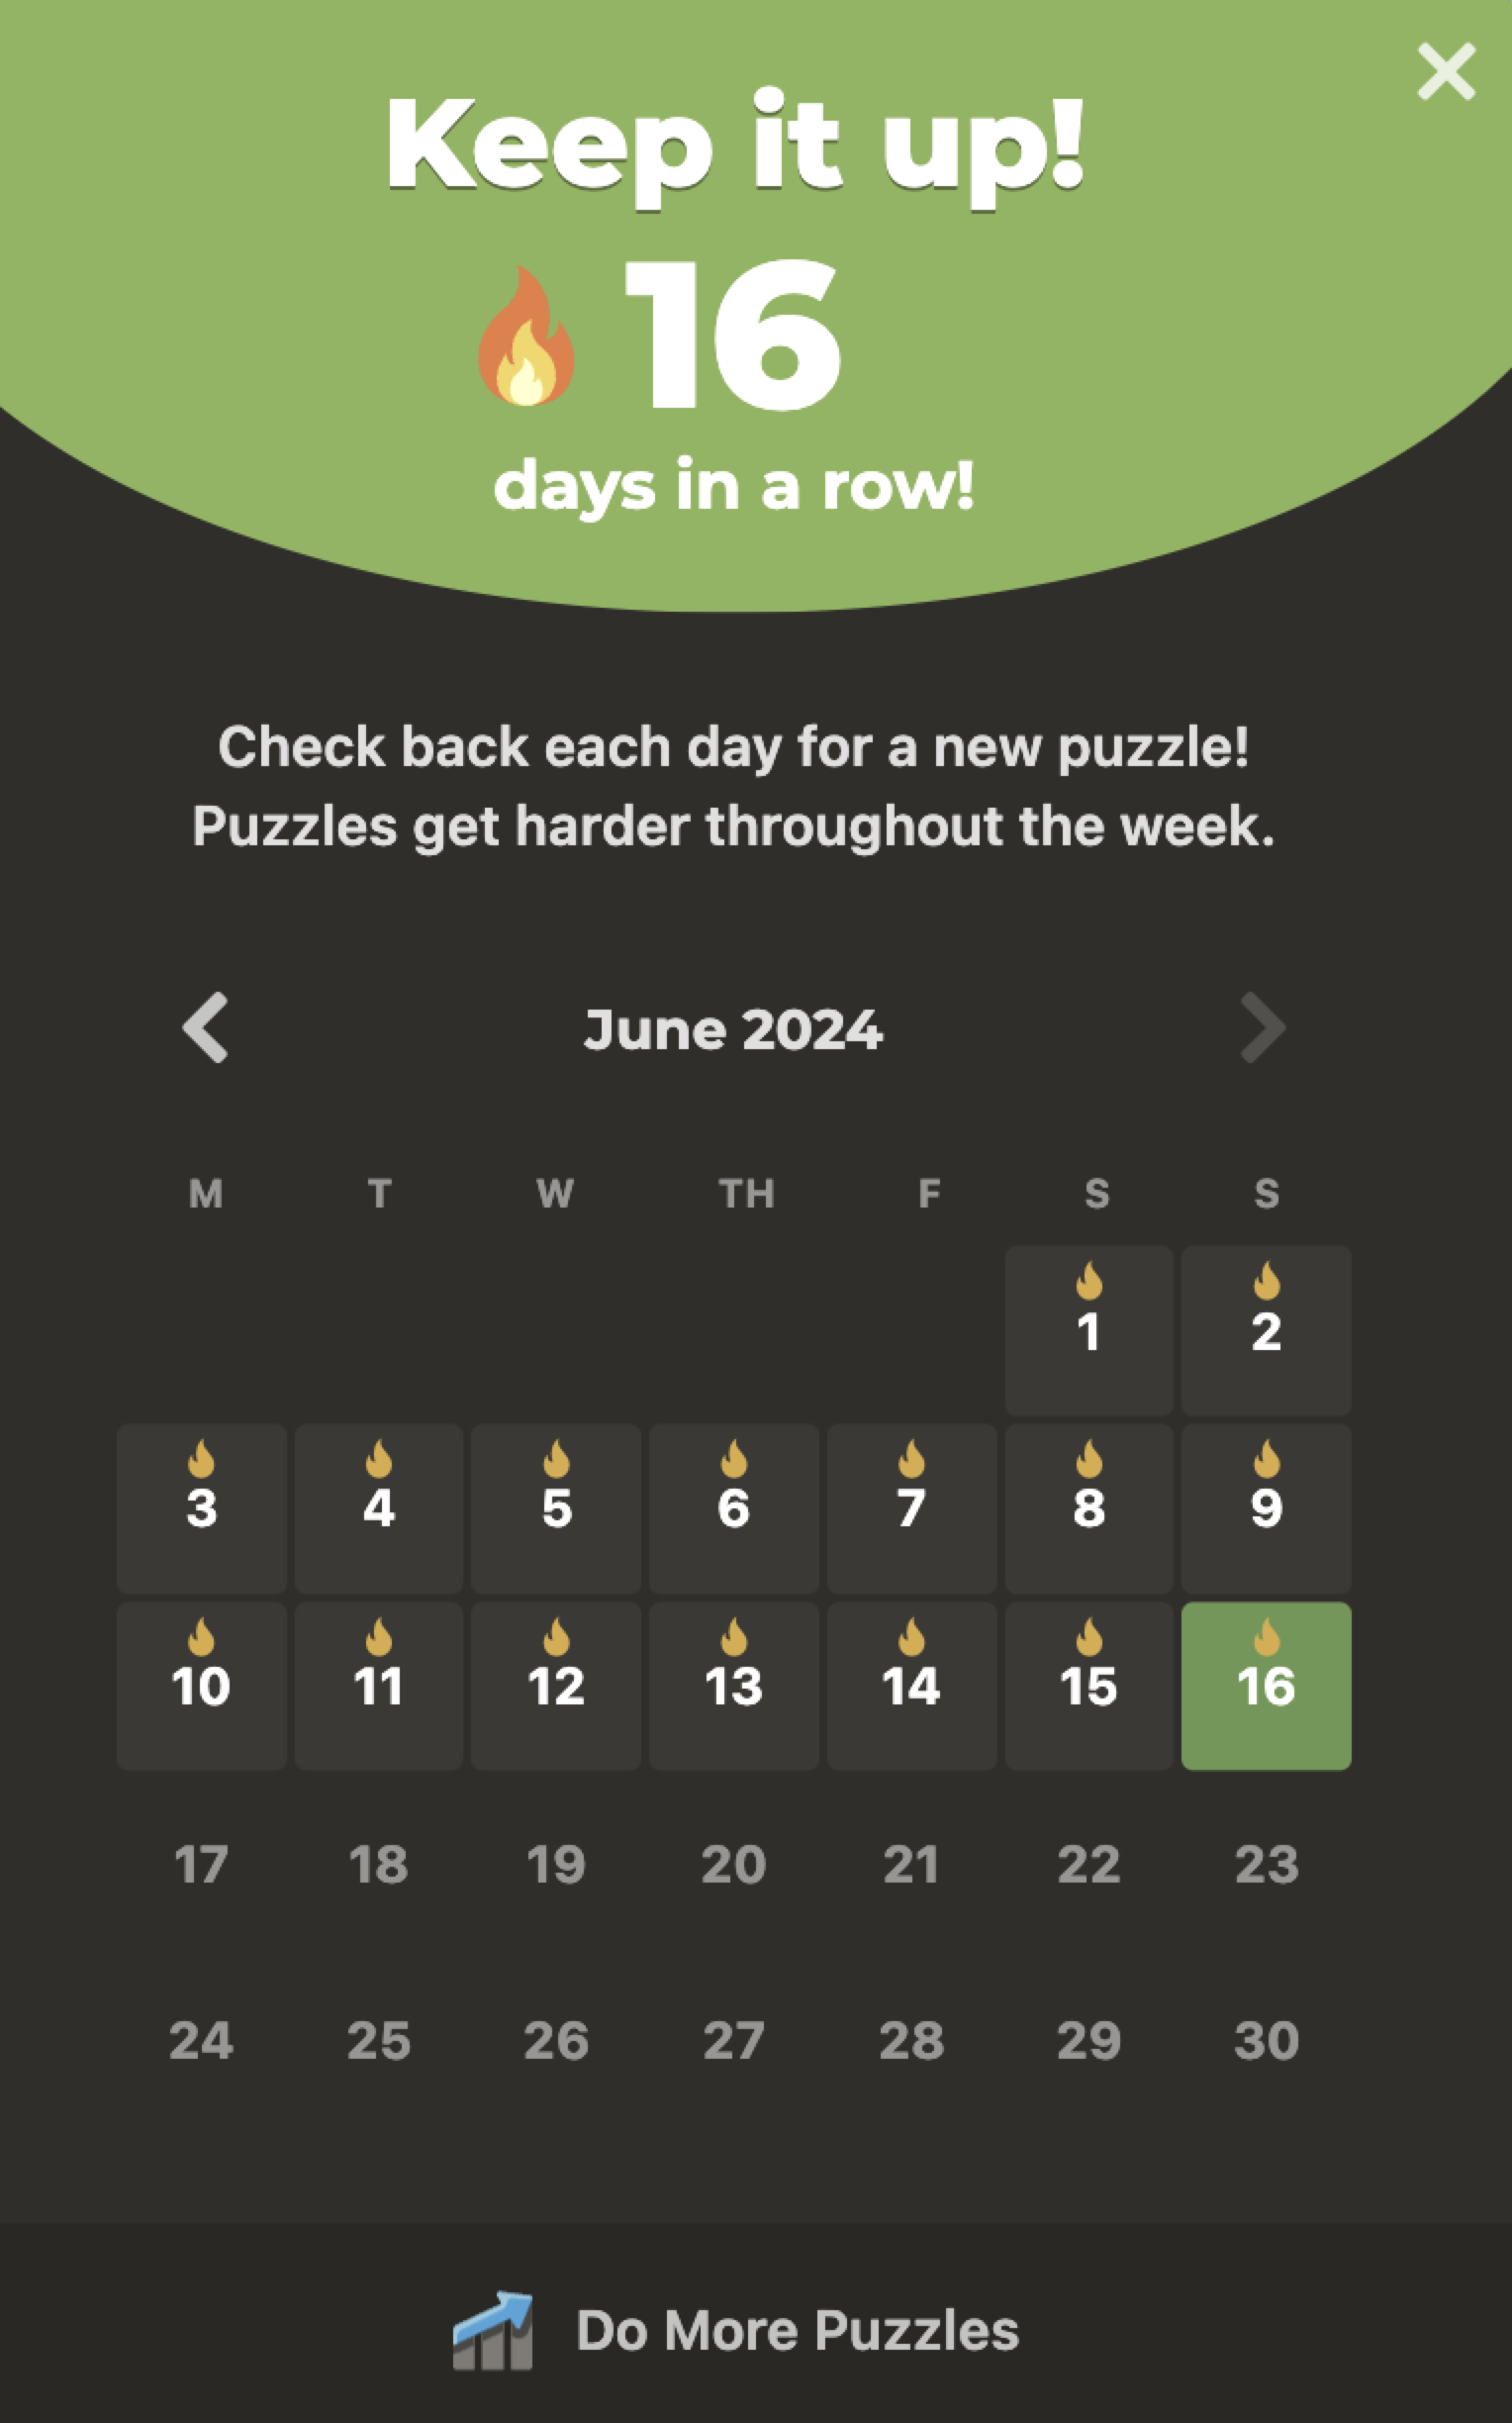 Keep it up!
16
days in a row!
Check back each day for a new puzzle!
Puzzles get harder throughout the week.
June 2024
M T W TH F S S
1 2
3 4 5 6 7 8 9
10 11 12 13 14 15 16
17 18 19 20 21 22 23
24 25 26 27 28 29 30
Do More Puzzles